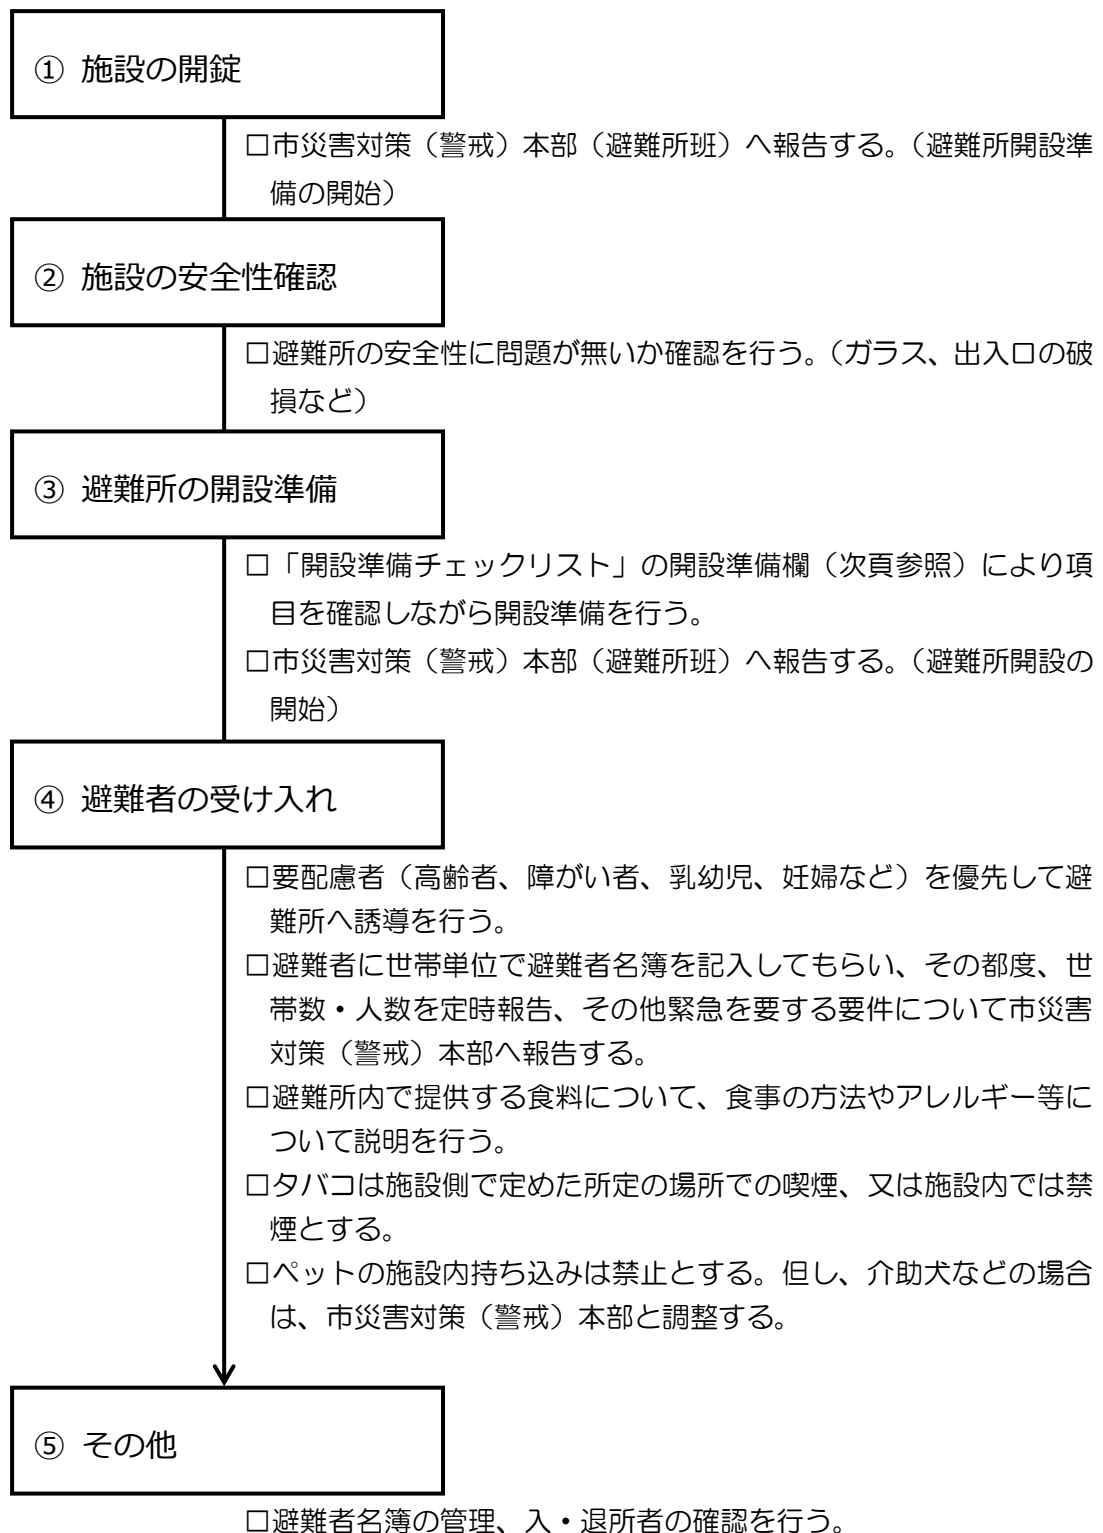 ① 施設の開錠
□市災害対策（警戒）本部（避難所班）へ報告する。（避難所開設準
備の開始）
② 施設の安全性確認
□避難所の安全性に問題が無いか確認を行う。（ガラス、出入口の破
損など）
③ 避難所の開設準備
□「開設準備チェックリスト」の開設準備欄（次頁参照）により項
目を確認しながら開設準備を行う。
□市災害対策（警戒）本部（避難所班）へ報告する。（避難所開設の
開始）
④ 避難者の受け入れ
□要配慮者（高齢者、障がい者、乳幼児、妊婦など）を優先して避
難所へ誘導を行う。
□避難者に世帯単位で避難者名簿を記入してもらい、その都度、世
帯数・人数を定時報告、その他緊急を要する要件について市災害
対策（警戒）本部へ報告する。
□避難所内で提供する食料について、食事の方法やアレルギー等に
ついて説明を行う。
□タバコは施設側で定めた所定の場所での喫煙、又は施設内では禁
煙とする。
□ペットの施設内持ち込みは禁止とする。但し、介助犬などの場合
は、市災害対策（警戒）本部と調整する。
⑤ その他
□避難者名簿の管理、入・退所者の確認を行う。